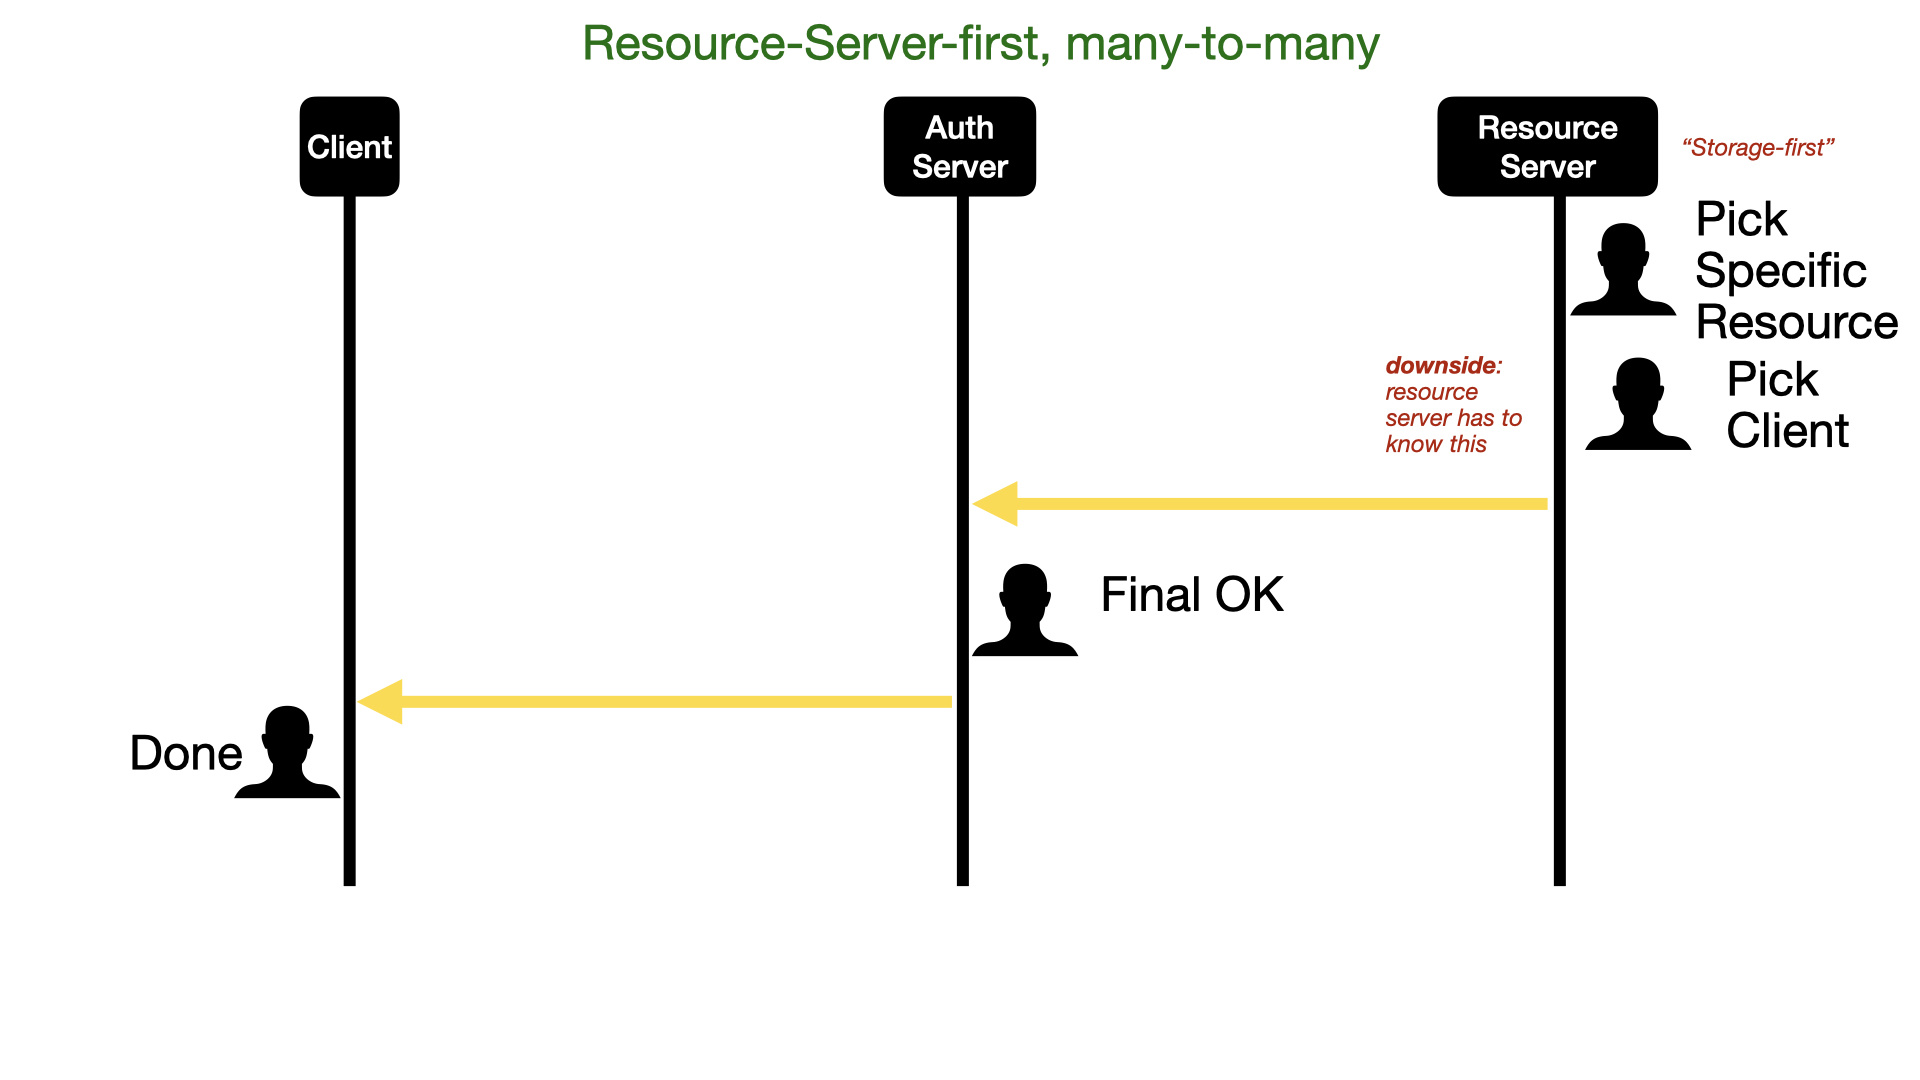 Resource-Server-first, many-to-many
Client
Auth
Server
Resource
Server
“Storage-first”
Pick
Specific
Resource
downside:
resource
server has to
know this
Pick
Client
Final OK
Done